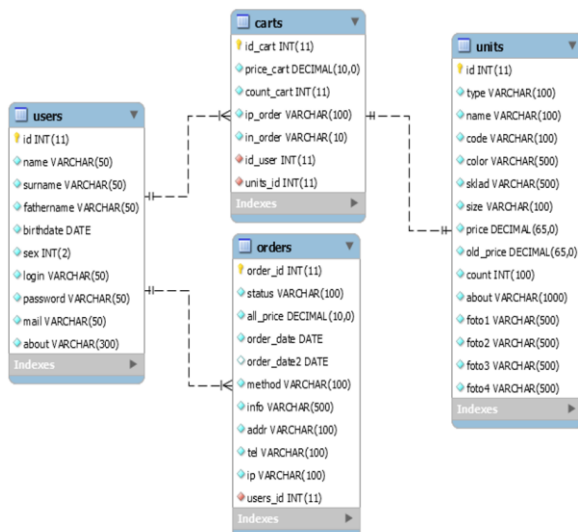 carts
id_cart INT(11)
price_cart DECIMAL(10,0)
count_cart INT(11)
ip_order VARCHAR(100)
in_order VARCHAR(10)
id_user INT(11)
units_id INT(11)
Indexes
units
id INT(11)
type VARCHAR(100)
name VARCHAR(100)
code VARCHAR(100)
color VARCHAR(500)
sklad VARCHAR(500)
size VARCHAR(100)
price DECIMAL(65,0)
old_price DECIMAL(65,0)
count INT(100)
about VARCHAR(1000)
foto1 VARCHAR(500)
foto2 VARCHAR(500)
foto3 VARCHAR(500)
foto4 VARCHAR(500)
Indexes
users
id INT(11)
name VARCHAR(50)
surname VARCHAR(50)
fathername VARCHAR(50)
birthdate DATE
sex INT(2)
login VARCHAR(50)
password VARCHAR(50)
mail VARCHAR(50)
about VARCHAR(300)
Indexes
orders
order_id INT(11)
status VARCHAR(100)
all_price DECIMAL(10,0)
order_date DATE
order_date2 DATE
method VARCHAR(100)
info VARCHAR(500)
addr VARCHAR(100)
tel VARCHAR(100)
ip VARCHAR(100)
users_id INT(11)
Indexes